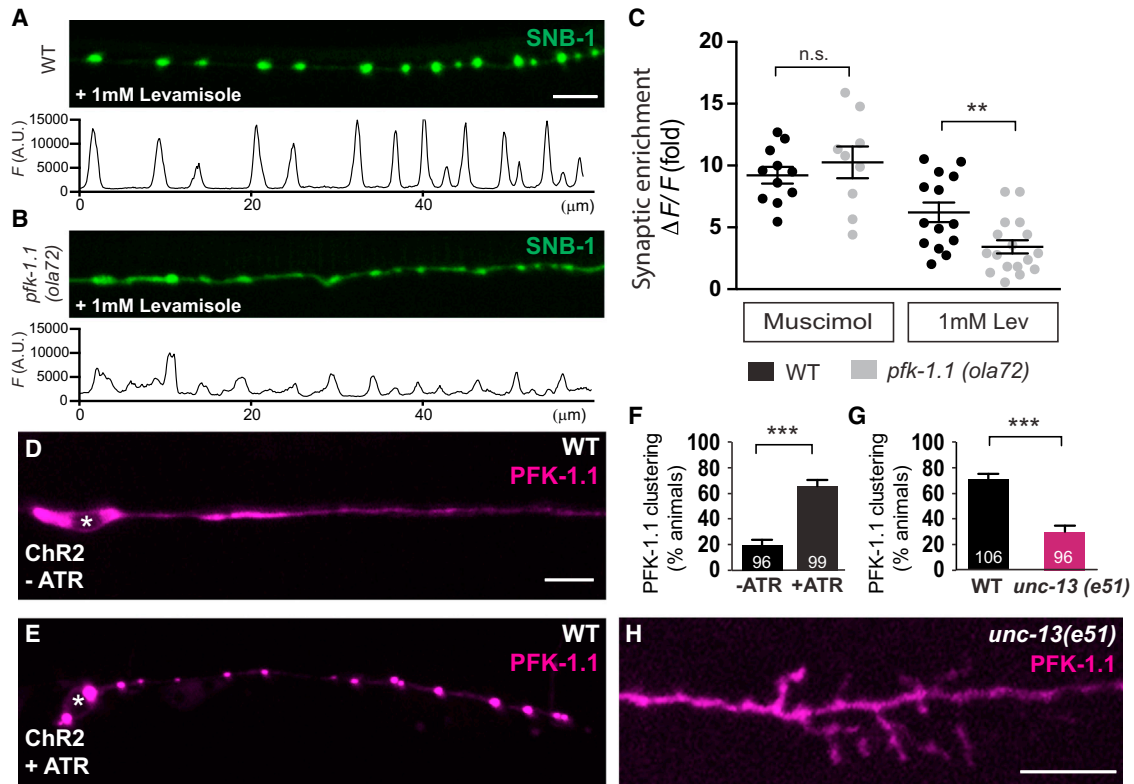 A
WT
SNB-1
+ 1mM Levamisole
F (A.U.)
15000
10000
5000
0
0
20
40
(μm)
B
pfk-1.1
(ola72)
SNB-1
+ 1mM Levamisole
F (A.U.)
15000
10000
5000
0
0
20
40
(μm)
C
Synaptic enrichment
Δ F/ F (fold)
20
15
10
5
0
n.s.
**
Muscimol
1mM Lev
WT
pfk-1.1 (ola72)
D
WT
PFK-1.1
*
ChR2
- ATR
E
WT
PFK-1.1
*
ChR2
+ ATR
F
PFK-1.1 clustering
(% animals)
100
80
60
40
20
0
***
96
99
-ATR
+ATR
G
PFK-1.1 clustering
(% animals)
100
80
60
40
20
0
***
106
96
WT
unc-13 (e51)
H
unc-13(e51)
PFK-1.1